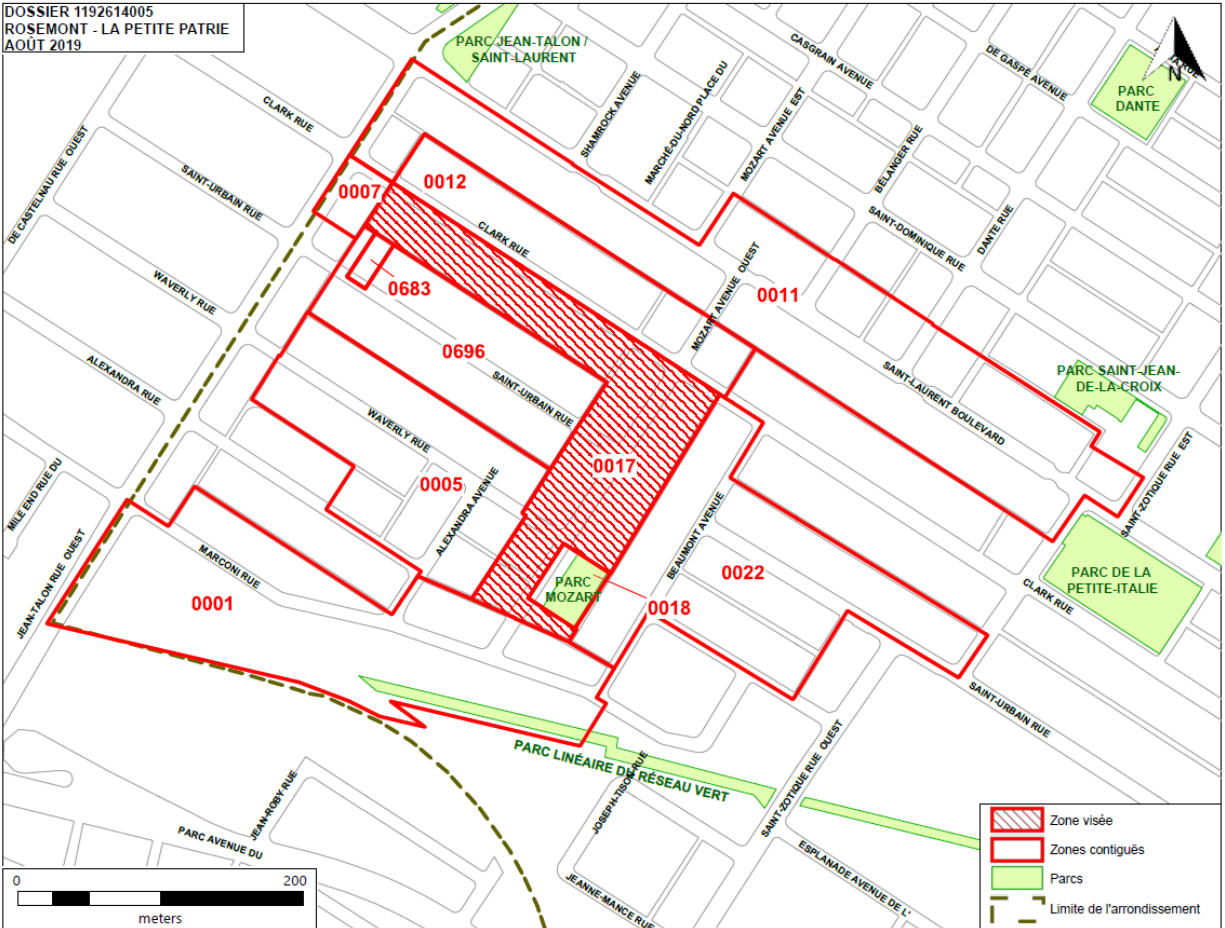 DOSSIER 1192614005
ROSEMONT - LA PETITE PATRIE
AOÛT 2019
PARC JEAN-TALON /
SAINT-LAURENT
CASGRAIN AVENUE
DE GASPÉ AVENUE
RUE
N
PARC
DANTE
CLARK RUE
SHAMROCK AVENUE
MARCHÉ-DU-NORD PLACE DU
MOZART AVENUE EST
BÉLANGER RUE
DE CASTELNAU RUE OUEST
SAINT-URBAIN RUE
0007
0012
CLARK RUE
SAINT-DOMINIQUE RUE
DANTE RUE
WAVERLY RUE
0683
MOZART AVENUE OUEST
0011
0696
ALEXANDRA RUE
SAINT-URBAIN RUE
SAINT-LAURENT BOULEVARD
PARC SAINT-JEAN-
DE-LA-CROIX
WAVERLY RUE
0017
0005
ALEXANDRA AVENUE
SAINT-ZOTIQUE RUE EST
MILE END RUE DU
BEAUMONT AVENUE
JEAN-TALON RUE OUEST
MARCONI RUE
0001
PARC
MOZART
0018
0022
CLARK RUE
PARC DE LA
PETITE-ITALIE
SAINT-URBAIN RUE
PARC LINÉAIRE DU RÉSEAU VERT
JOSEPH-TISON RUE
SAINT-ZOTIQUE RUE OUEST
JEAN-ROBY RUE
PARC AVENUE DU
ESPLANADE AVENUE DE L'
JEANNE-MANCE RUE
0 200
meters
Zone visée
Zones contiguës
Parcs
Limite de l'arrondissement